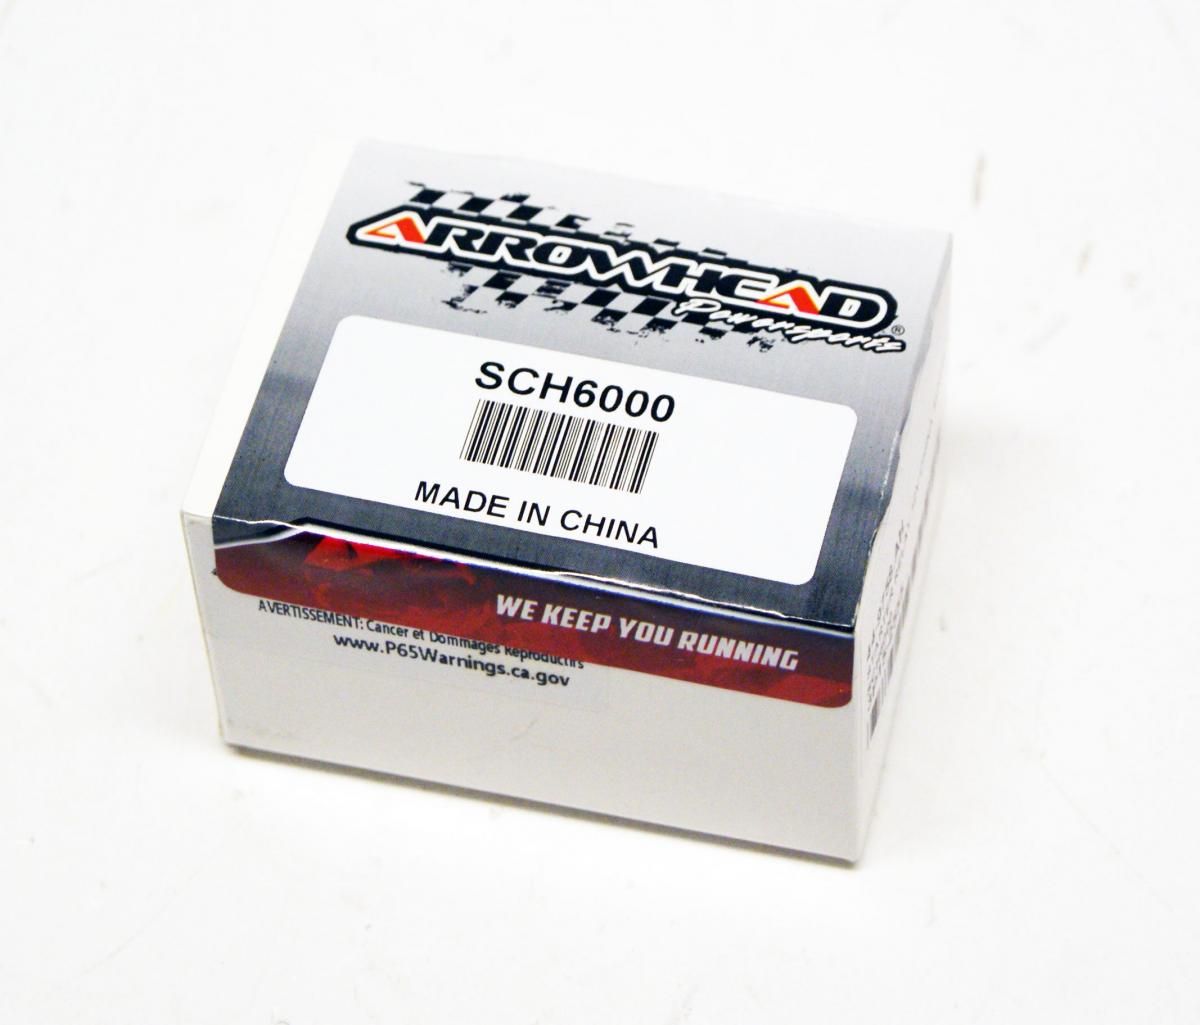 ARROWHEAD
Powersports®
SCH6000
MADE IN CHINA
WE KEEP YOU RUNNING
AVERTISSEMENT: Cancer et Dommages Reproductifs
www.P65Warnings.ca.gov